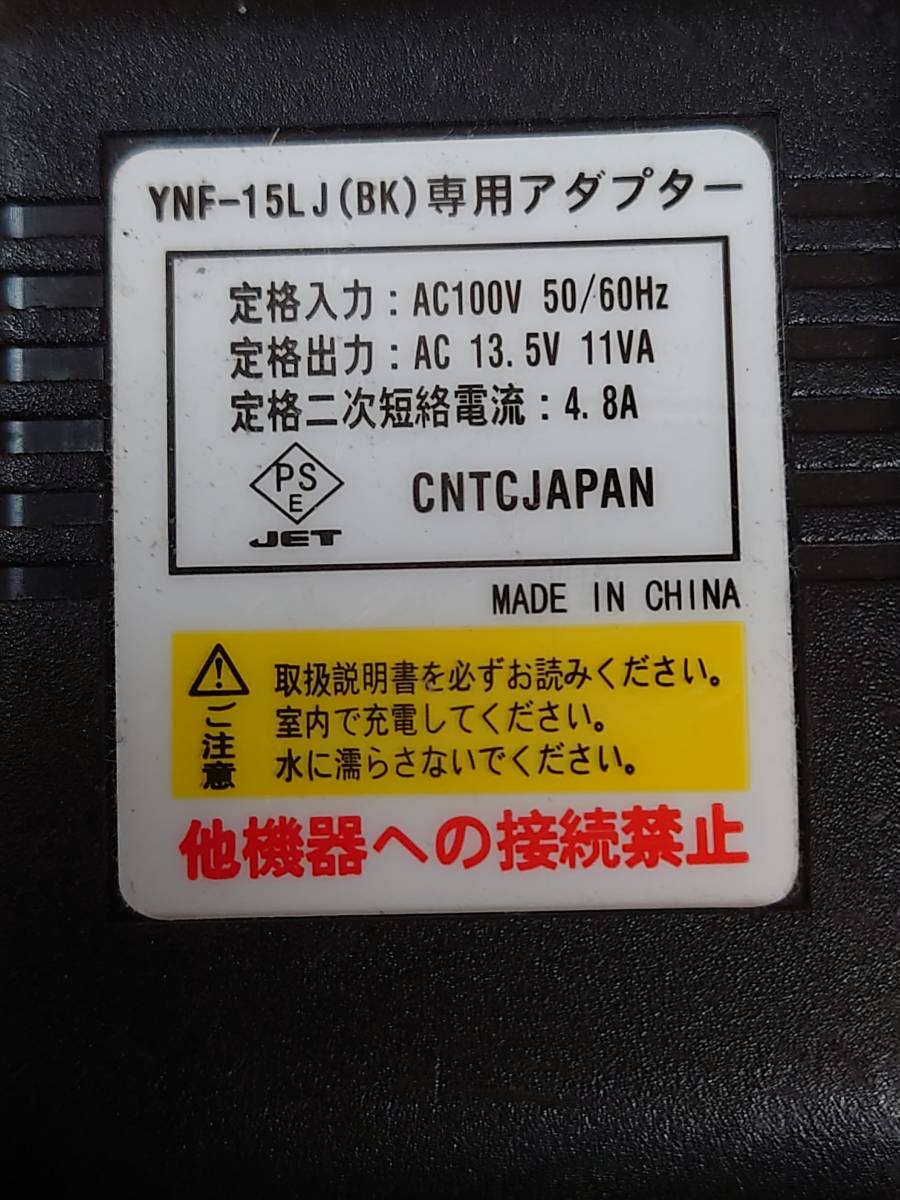 YNF-15LJ(BK)専用アダプター
定格入力：AC100V 50/60Hz
定格出力：AC 13.5V 11VA
定格二次短絡電流：4.8A
PSE
JET
CNTCJAPAN
MADE IN CHINA
ご注意
取扱説明書を必ずお読みください。
室内で充電してください。
水に濡らさないでください。
他機器への接続禁止